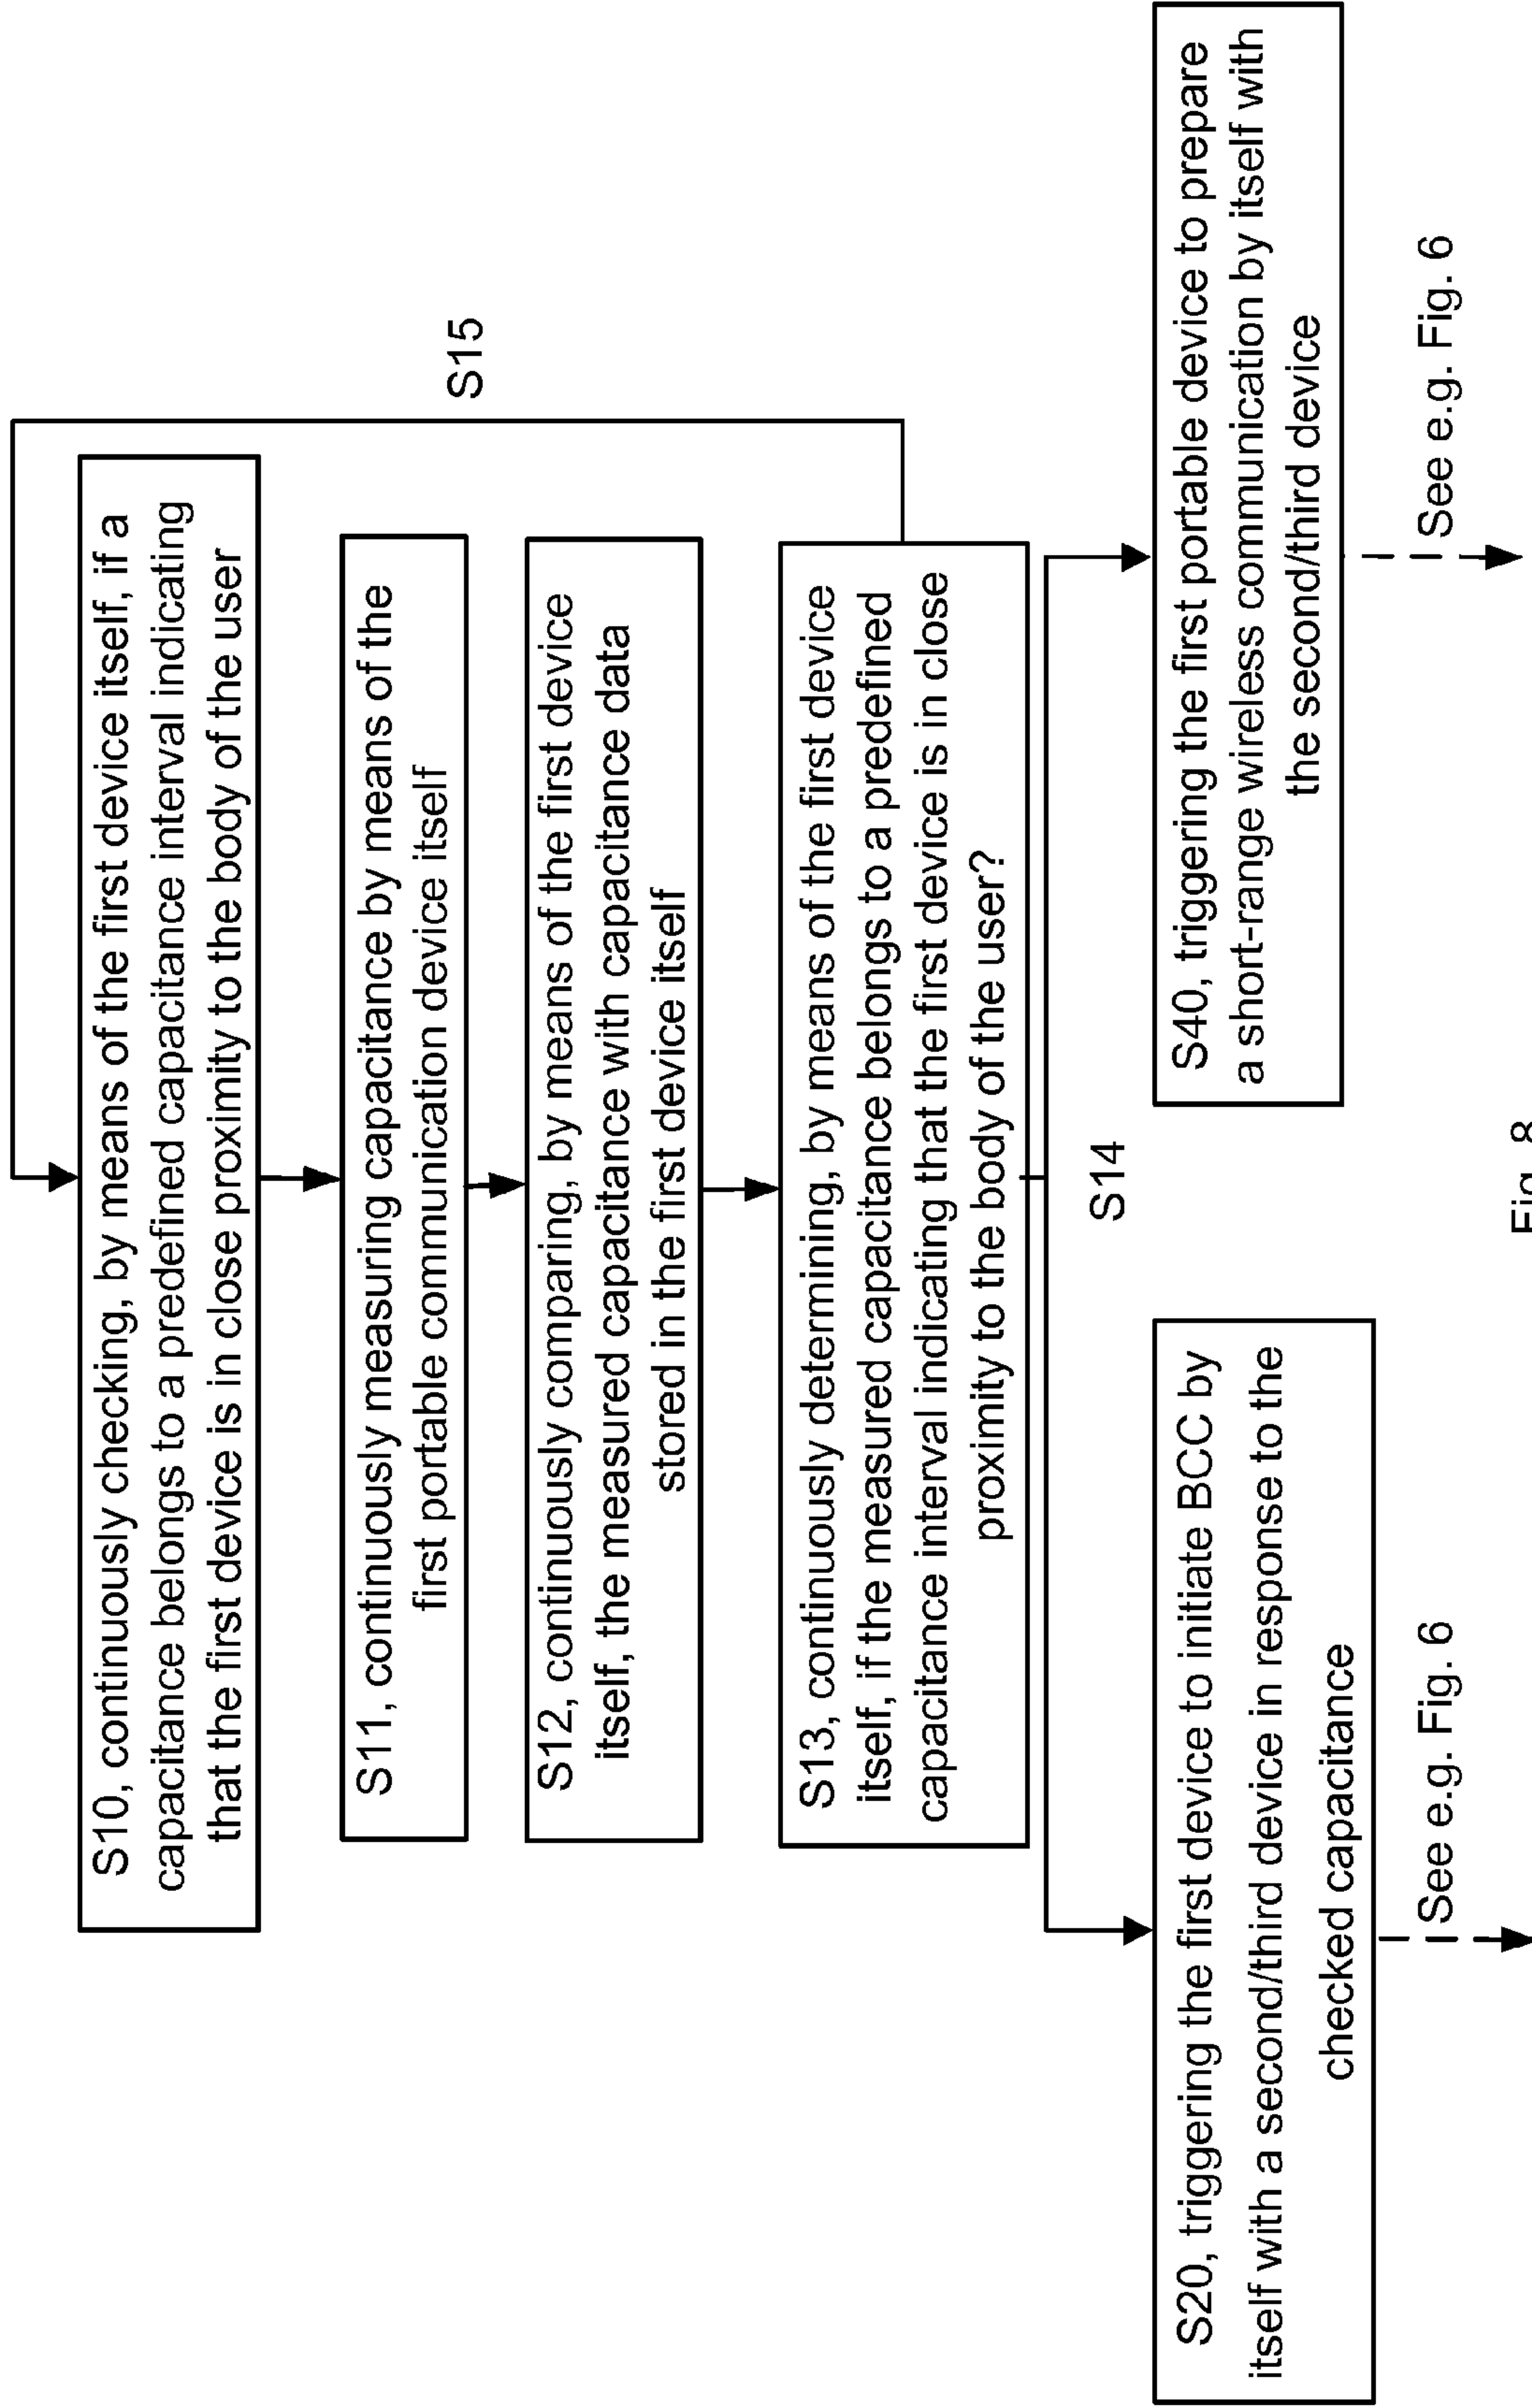 S10, continuously checking, by means of the first device itself, if a
capacitance belongs to a predefined capacitance interval indicating
that the first device is in close proximity to the body of the user
S11, continuously measuring capacitance by means of the
first portable communication device itself
S12, continuously comparing, by means of the first device
itself, the measured capacitance with capacitance data
stored in the first device itself
S13, continuously determining, by means of the first device
itself, if the measured capacitance belongs to a predefined
capacitance interval indicating that the first device is in close
proximity to the body of the user?
S15
S14
S20, triggering the first device to initiate BCC by
itself with a second/third device in response to the
checked capacitance
See e.g. Fig. 6
S40, triggering the first portable device to prepare
a short-range wireless communication by itself with
the second/third device
See e.g. Fig. 6
Fig. 8